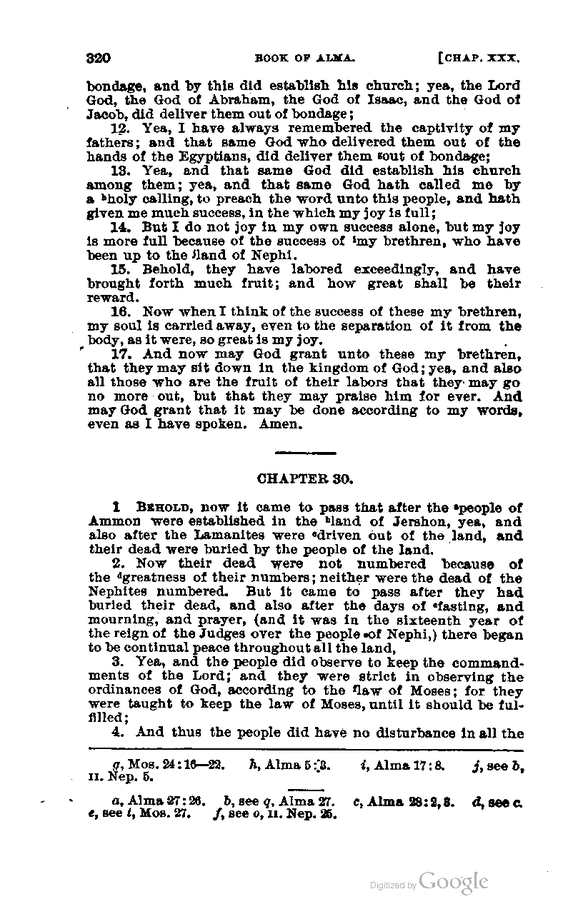 320 BOOK OF ALMA. [CHAP. XXX.
bondage, and by this did establish his church; yea, the Lord
God, the God of Abraham, the God of Isaac, and the God of
Jacob, did deliver them out of bondage;
12. Yea, I have always remembered the captivity of my
fathers; and that same God who delivered them out of the
hands of the Egyptians, did deliver them gout of bondage;
13. Yea, and that same God did establish his church
among them; yea, and that same God hath called me by
a hholy calling, to preach the word unto this people, and hath
given me much success, in the which my joy is full;
14. But I do not joy in my own success alone, but my joy
is more full because of the success of imy brethren, who have
been up to the jland of Nephi.
15. Behold, they have labored exceedingly, and have
brought forth much fruit; and how great shall be their
reward.
16. Now when I think of the success of these my brethren,
my soul is carried away, even to the separation of it from the
body, as it were, so great is my joy.
17. And now may God grant unto these my brethren,
that they may sit down in the kingdom of God; yea, and also
all those who are the fruit of their labors that they may go
no more out, but that they may praise him for ever. And
may God grant that it may be done according to my words,
even as I have spoken. Amen.
CHAPTER 30.
1 BEHOLD, now it came to pass that after the apeople of
Ammon were established in the bland of Jershon, yea, and
also after the Lamanites were cdriven out of the land, and
their dead were buried by the people of the land.
2. Now their dead were not numbered because of
the dgreatness of their numbers; neither were the dead of the
Nephites numbered. But it came to pass after they had
buried their dead, and also after the days of efasting, and
mourning, and prayer, (and it was in the sixteenth year of
the reign of the Judges over the people of Nephi,) there began
to be continual peace throughout all the land,
3. Yea, and the people did observe to keep the command-
ments of the Lord; and they were strict in observing the
ordinances of God, according to the flaw of Moses; for they
were taught to keep the law of Moses, until it should be ful-
filled;
4. And thus the people did have no disturbance in all the
g, Mos. 24:16—22. h, Alma 5:3. i, Alma 17:8. j, see b,
II. Nep. 5.
a, Alma 27:26. b, see q, Alma 27. c, Alma 28:2,3. d, see c.
e, see i, Mos. 27. f, see o, II. Nep. 25.
Digitized by Google